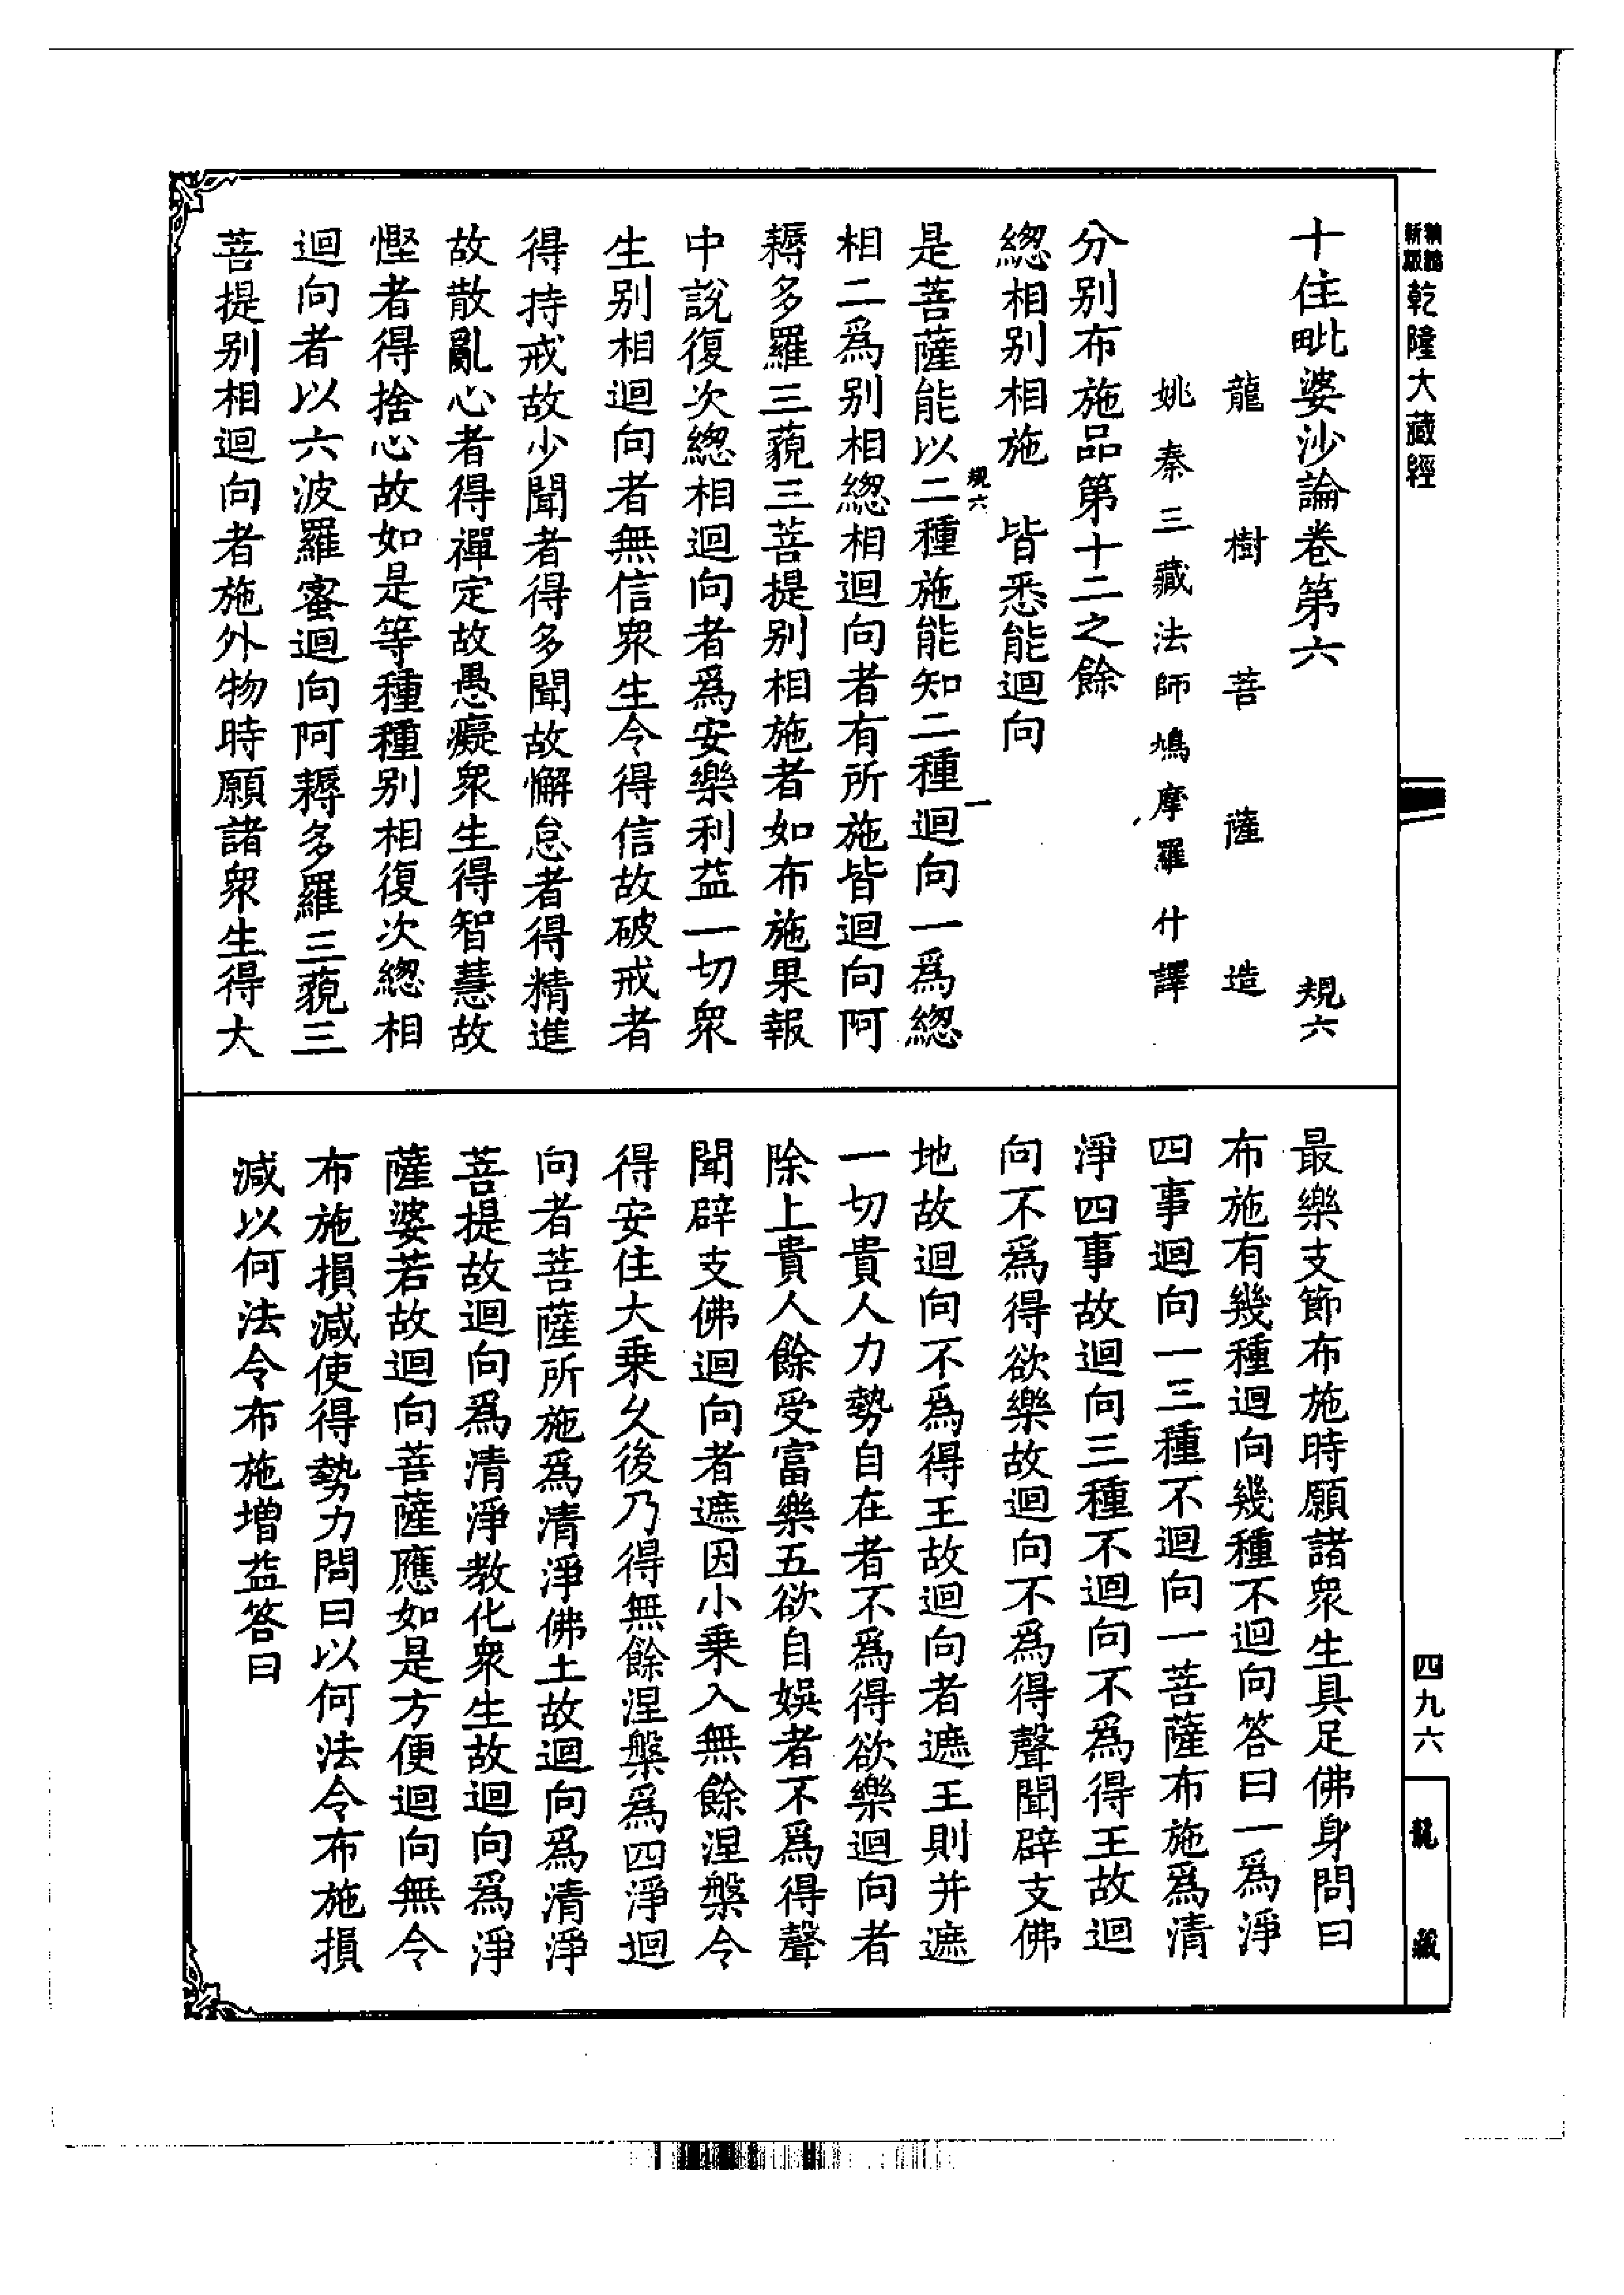 乾隆大藏經
十住毗婆沙論卷第六　規六
龍樹菩薩造
姚秦三藏法師鳩摩羅什譯
分别布施品第十二之餘
緫相别相施　皆悉能迴向
規六　一
是菩薩能以二種施能知二種迴向一爲緫
相二爲别相緫相迴向者有所施皆迴向阿
耨多羅三藐三菩提别相施者如布施果報
中說復次緫相迴向者爲安樂利益一切衆
生别相迴向者無信衆生令得信故破戒者
得持戒故少聞者得多聞故懈怠者得精進
故散亂心者得禪定故愚癡衆生得智慧故
慳者得捨心故如是等種種别相復次緫相
迴向者以六波羅蜜迴向阿耨多羅三藐三
菩提别相迴向者施外物時願諸衆生得大
最樂支節布施時願諸衆生具足佛身問曰
布施有幾種迴向幾種不迴向答曰一爲淨
四事迴向一三種不迴向一菩薩布施爲清
淨四事故迴向三種不迴向不爲得王故迴
向不爲得欲樂故迴向不爲得聲聞辟支佛
地故迴向不爲得王故迴向者遮王則并遮
一切貴人力勢自在者不爲得欲樂迴向者
除上貴人餘受富樂五欲自娛者不爲得聲
聞辟支佛迴向者遮因小乗入無餘涅槃令
得安住大乗乆後乃得無餘涅槃爲四淨迴
向者菩薩所施爲清淨佛土故迴向爲清淨
菩提故迴向爲清淨教化衆生故迴向爲淨
薩婆若故迴向菩薩應如是方便迴向無令
布施損減使得勢力問曰以何法令布施損
減以何法令布施增益答曰
四九六
龍藏